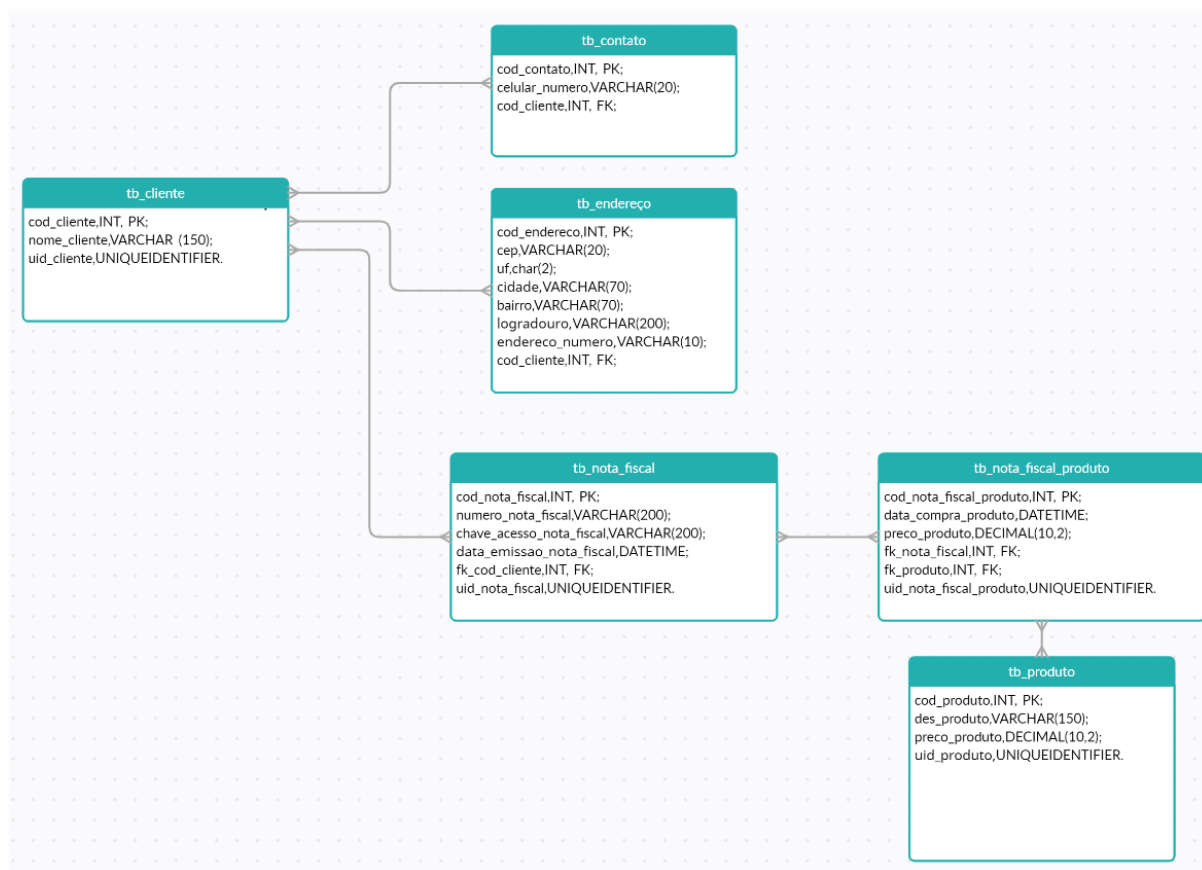 tb_contato
cod_contato,INT, PK;
celular_numero,VARCHAR(20);
cod_cliente,INT, FK;
tb_cliente
cod_cliente,INT, PK;
nome_cliente,VARCHAR (150);
uid_cliente,UNIQUEIDENTIFIER.
tb_endereço
cod_endereco,INT, PK;
cep,VARCHAR(20);
uf,char(2);
cidade,VARCHAR(70);
bairro,VARCHAR(70);
logradouro,VARCHAR(200);
endereco_numero,VARCHAR(10);
cod_cliente,INT, FK;
tb_nota_fiscal
cod_nota_fiscal,INT, PK;
numero_nota_fiscal,VARCHAR(200);
chave_acesso_nota_fiscal,VARCHAR(200);
data_emissao_nota_fiscal,DATETIME;
fk_cod_cliente,INT, FK;
uid_nota_fiscal,UNIQUEIDENTIFIER.
tb_nota_fiscal_produto
cod_nota_fiscal_produto,INT, PK;
data_compra_produto,DATETIME;
preco_produto,DECIMAL(10,2);
fk_nota_fiscal,INT, FK;
fk_produto,INT, FK;
uid_nota_fiscal_produto,UNIQUEIDENTIFIER.
tb_produto
cod_produto,INT, PK;
des_produto,VARCHAR(150);
preco_produto,DECIMAL(10,2);
uid_produto,UNIQUEIDENTIFIER.